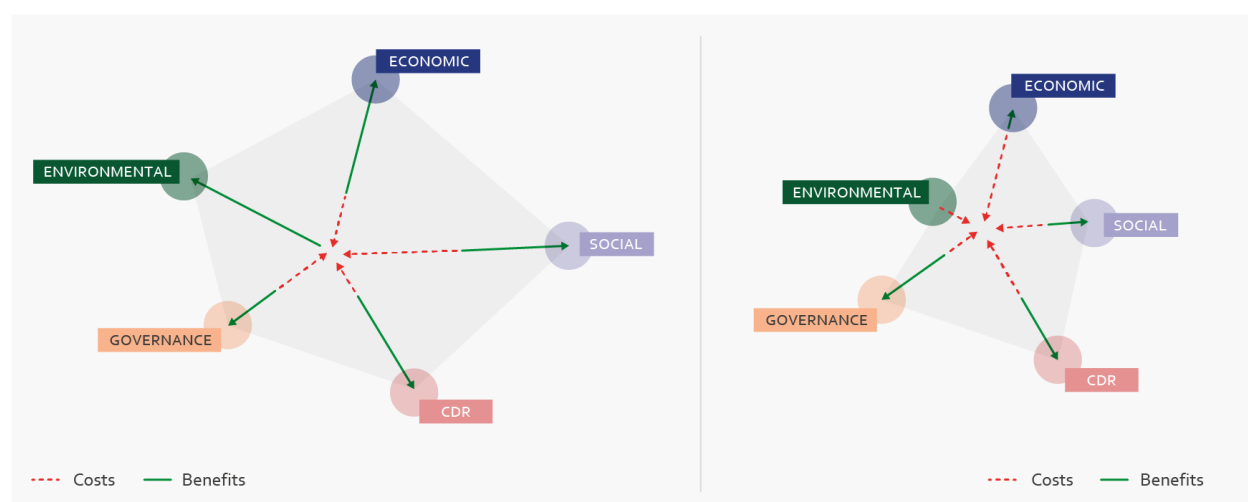 ECONOMIC
ENVIRONMENTAL
SOCIAL
GOVERNANCE
CDR
Costs Benefits
ECONOMIC
ENVIRONMENTAL
SOCIAL
GOVERNANCE
CDR
Costs Benefits